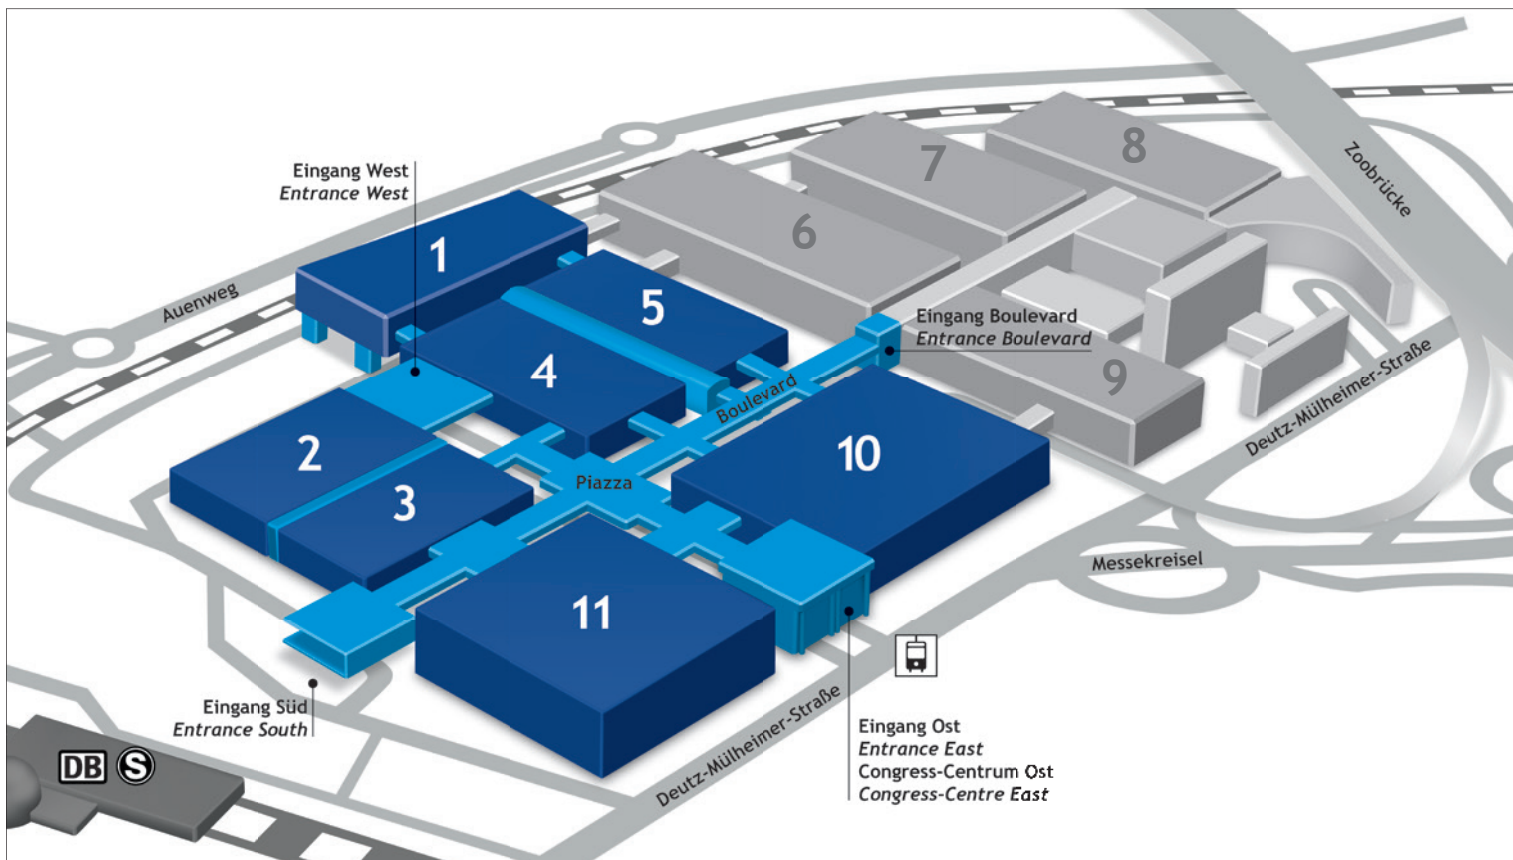 8
7
Zoobrücke
Eingang West
Entrance West
6
1
Auenweg
5
Eingang Boulevard
Entrance Boulevard
4
9
Boulevard
Deutz-Mülheimer-Straße
2
10
3
Piazza
Messekreisel
11
Eingang Süd
Entrance South
Deutz-Mülheimer-Straße
Eingang Ost
Entrance East
Congress-Centrum Ost
Congress-Centre East
DB S